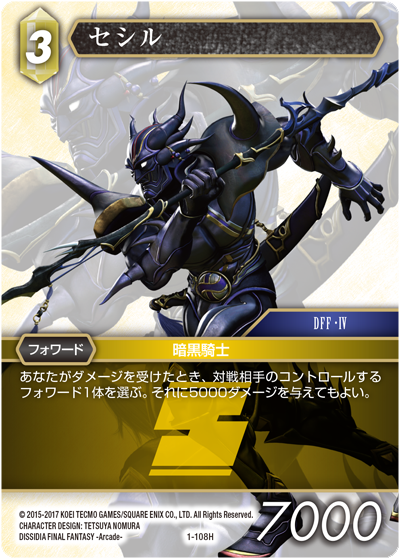 3
セシル
DFF・IV
フォワード
暗黒騎士
あなたがダメージを受けたとき、対戦相手のコントロールする
フォワード1体を選ぶ。それに5000ダメージを与えてもよい。
© 2015-2017 KOEI TECMO GAMES/SQUARE ENIX CO., LTD. All Rights Reserved.
CHARACTER DESIGN: TETSUYA NOMURA
DISSIDIA FINAL FANTASY -Arcade-
1-108H
7000